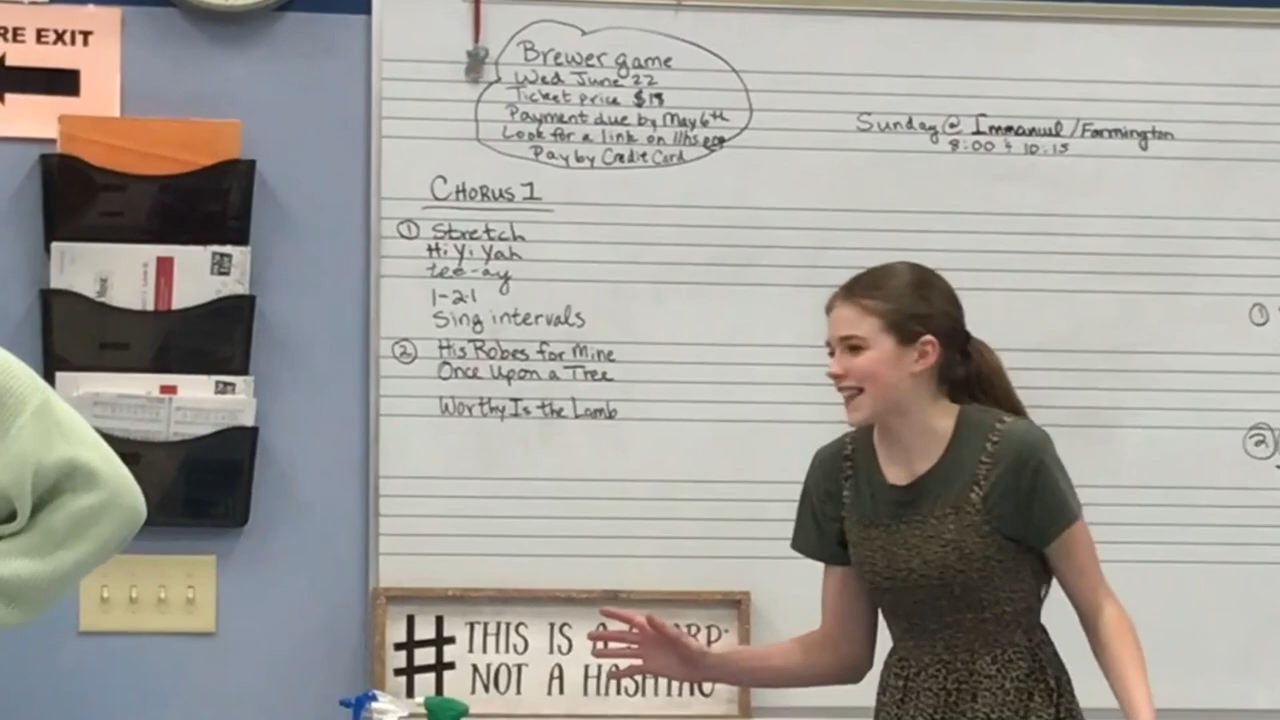 RE EXIT
Brewer game
Wed June 22
Ticket price $18
Payment due by May 6th
Look for a link on llhs
Pay by Credit Card
Sunday @ Immanuel/Farmington
8:00 & 10:15
CHORUS 1
① Stretch
Hi Yi Yah
tee-ay
1-2-1
Sing intervals
② His Robes for Mine
Once Upon a Tree
Worthy Is the Lamb
①
②
# THIS IS A
NOT A HASHTAG